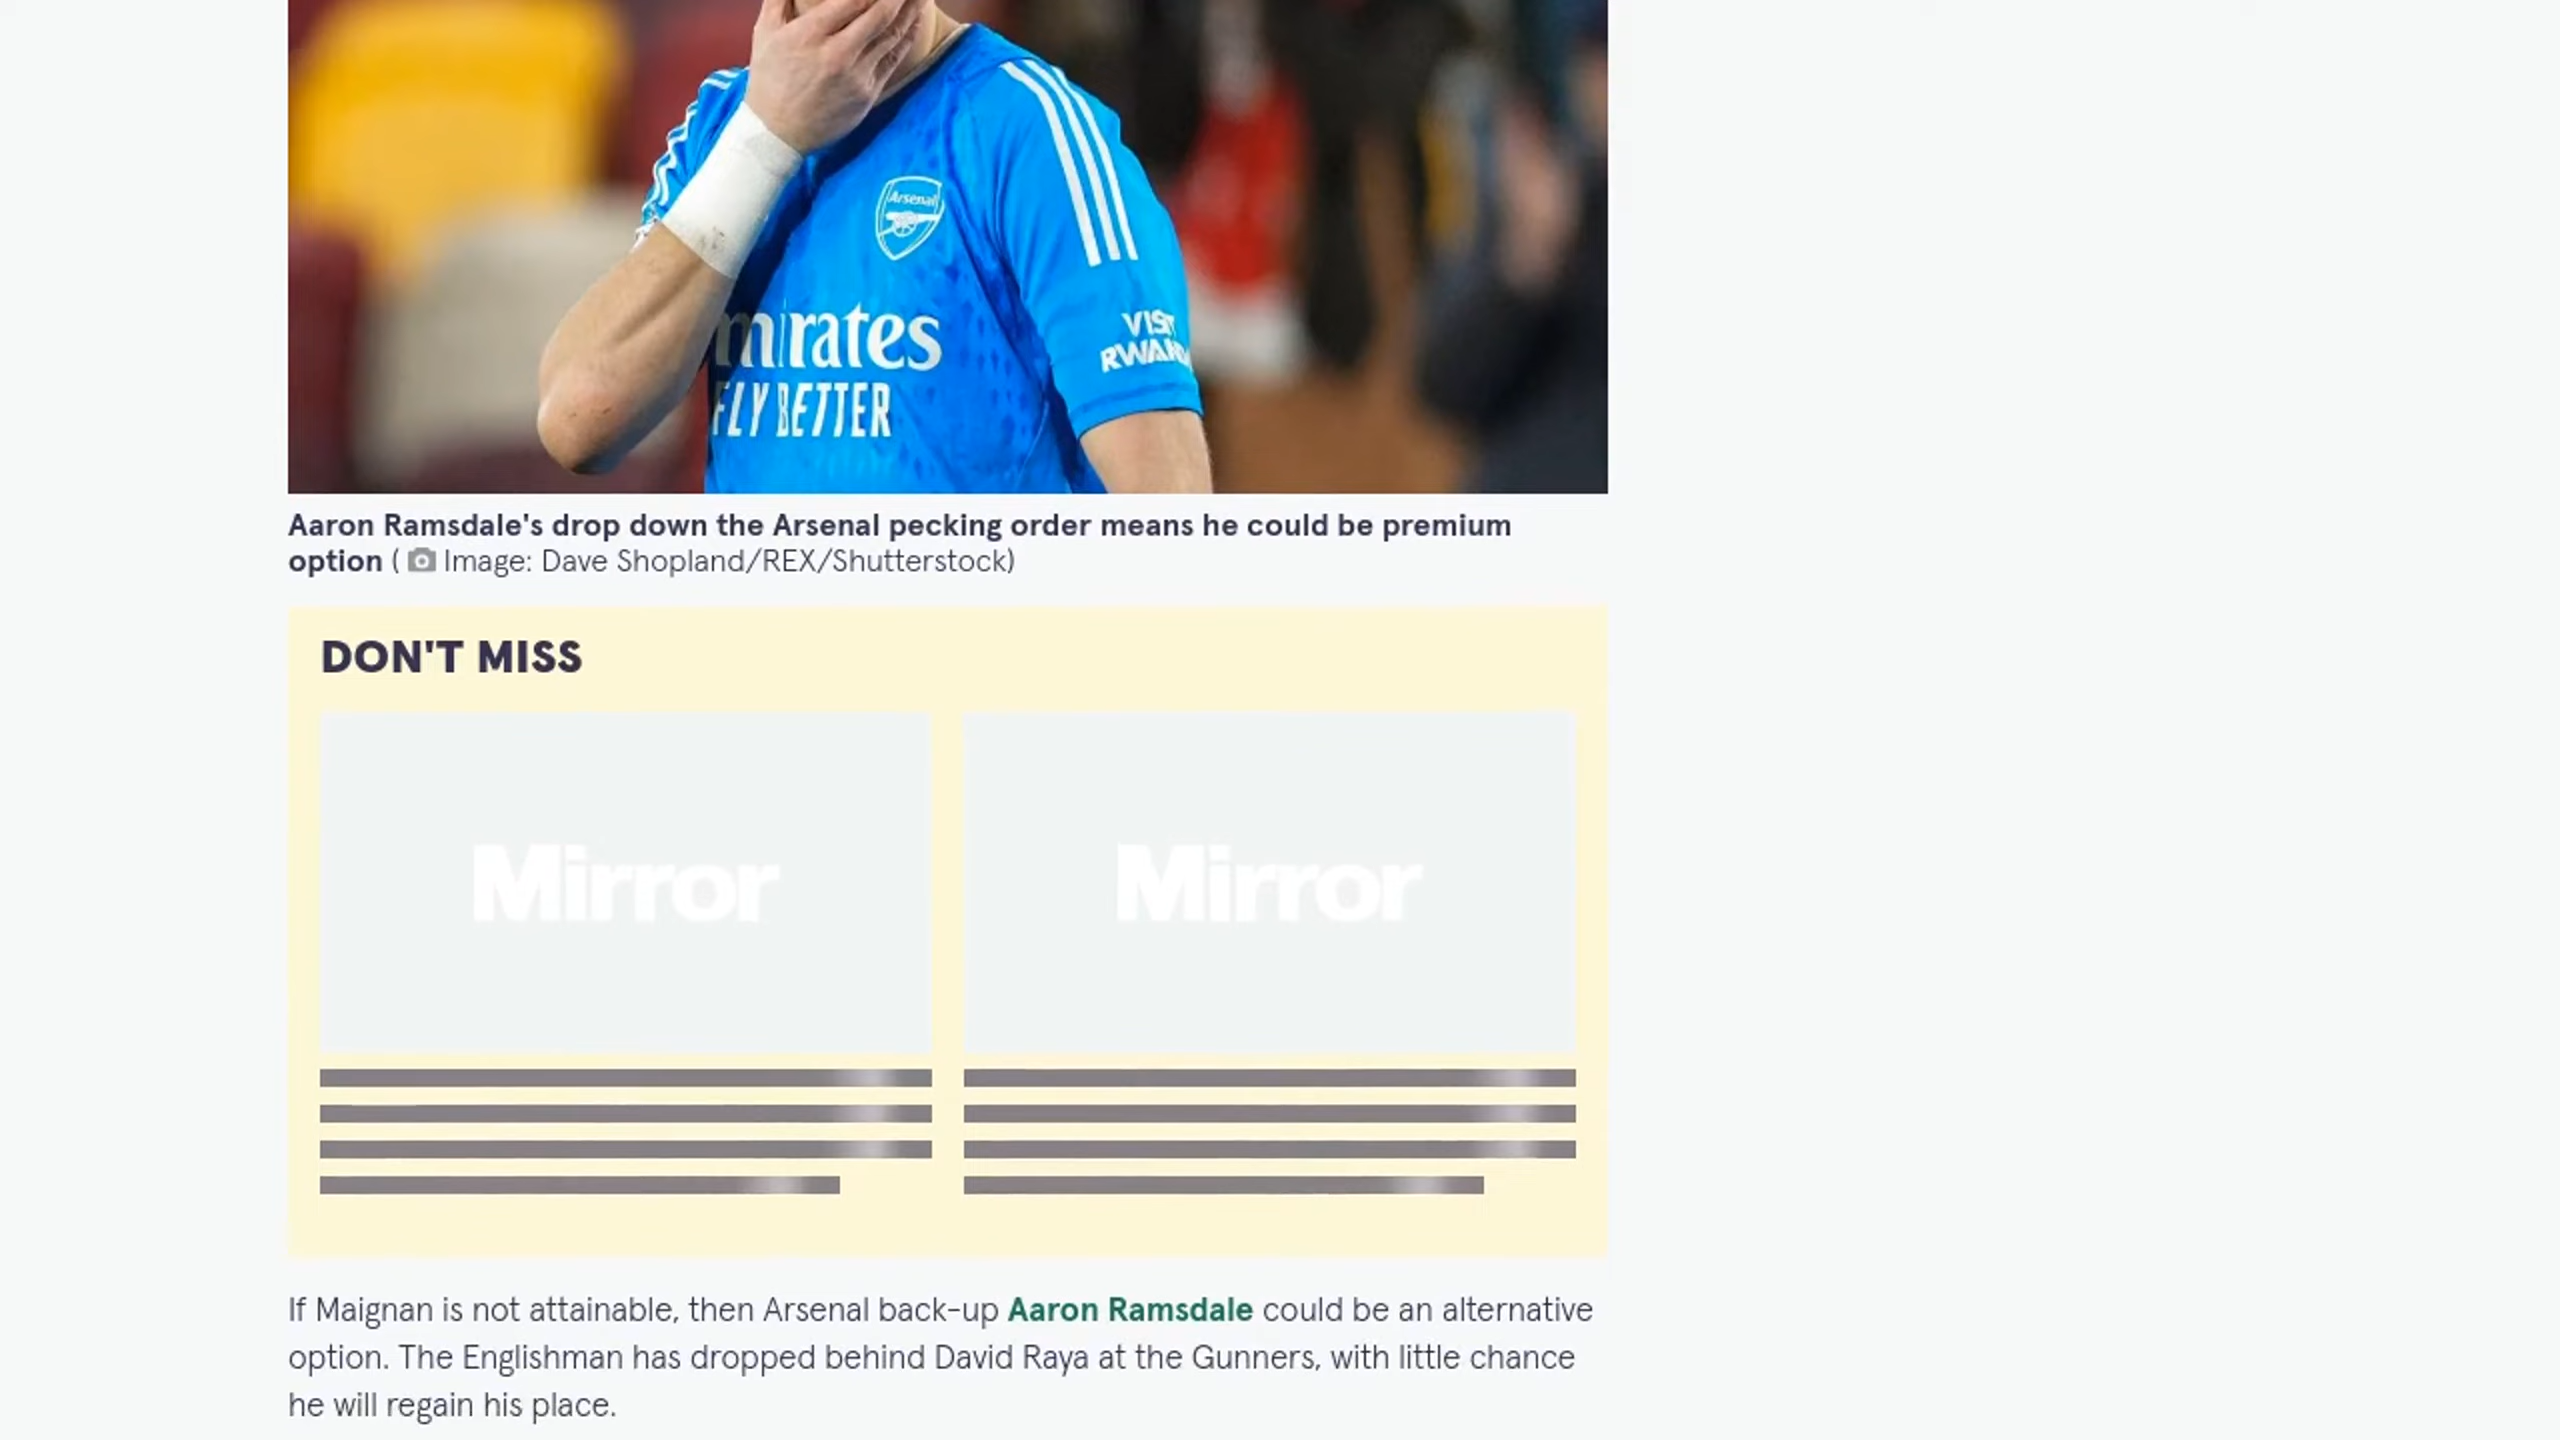 Arsenal
mirates
FLY BETTER
VISIT
RWAN
Aaron Ramsdale's drop down the Arsenal pecking order means he could be premium
option ( Image: Dave Shopland/REX/Shutterstock)
DON'T MISS
Mirror Mirror
If Maignan is not attainable, then Arsenal back-up Aaron Ramsdale could be an alternative
option. The Englishman has dropped behind David Raya at the Gunners, with little chance
he will regain his place.